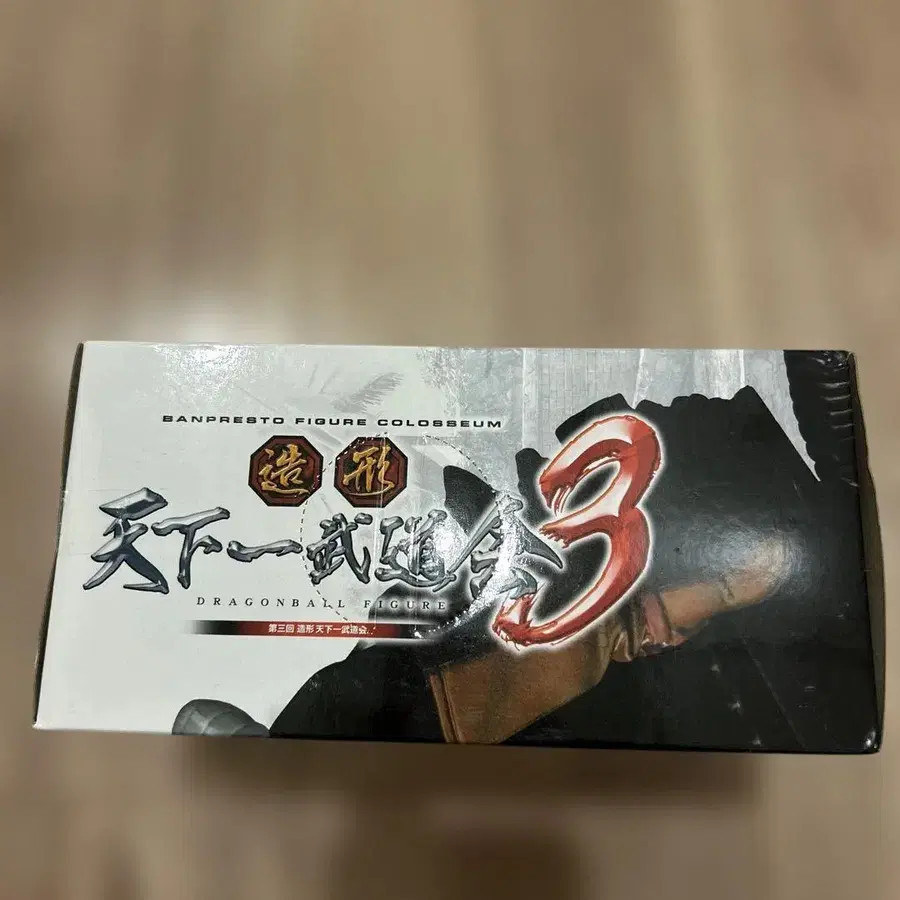 BANPRESTO FIGURE COLOSSEUM
造形
天下一武道会3
DRAGONBALL FIGURE
第三回 造形 天下一武道会